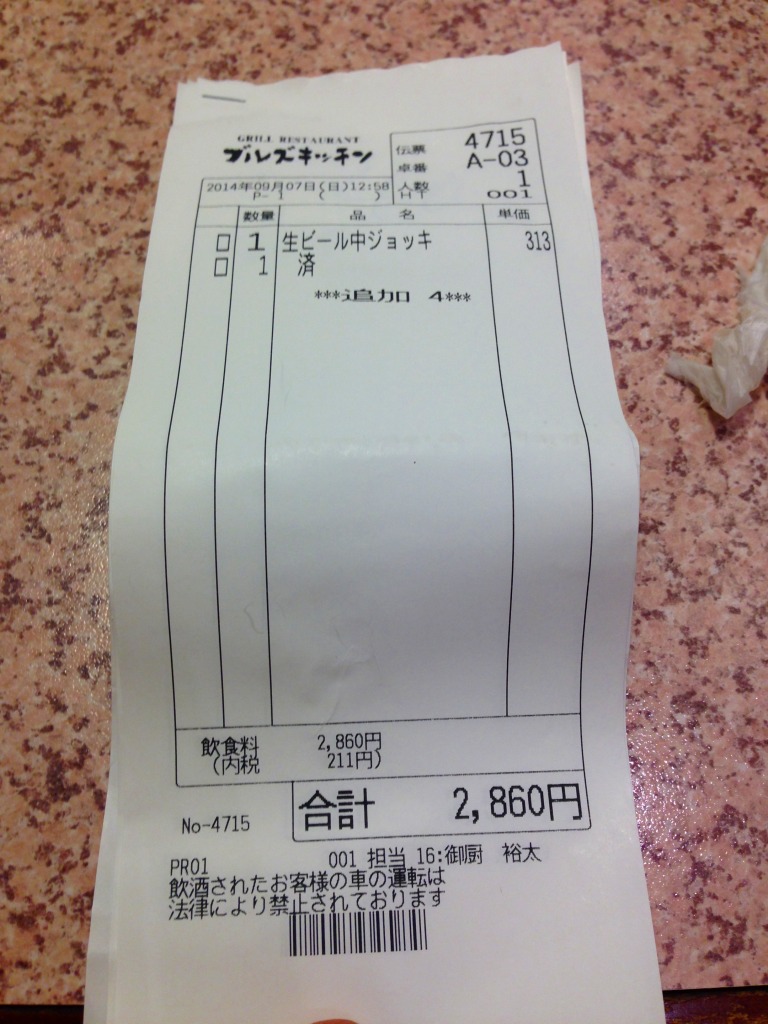 GRILL RESTAURANT
ブルズキッチン
伝票 4715
卓番 A-03
人数 1
HT 001
2014年09月07日(日)12:58
P- 1 ( )
数量 品 名 単価
□ 1 生ビール中ジョッキ 313
□ 1 済
***追加 4***
飲食料 2,860円
(内税 211円)
合計 2,860円
No-4715
PR01 001 担当 16:御厨 裕太
飲酒されたお客様の車の運転は
法律により禁止されております